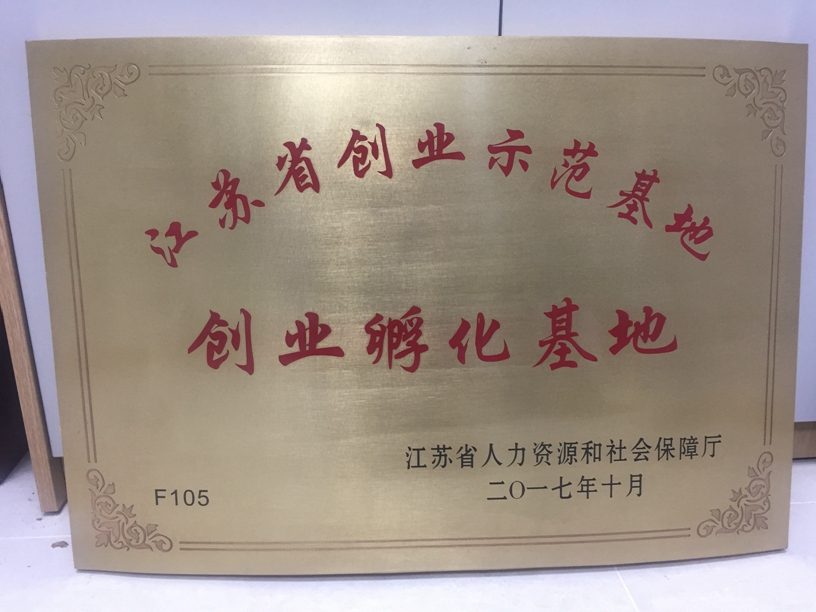 江苏省创业示范基地
创业孵化基地
江苏省人力资源和社会保障厅
二〇一七年十月
F105